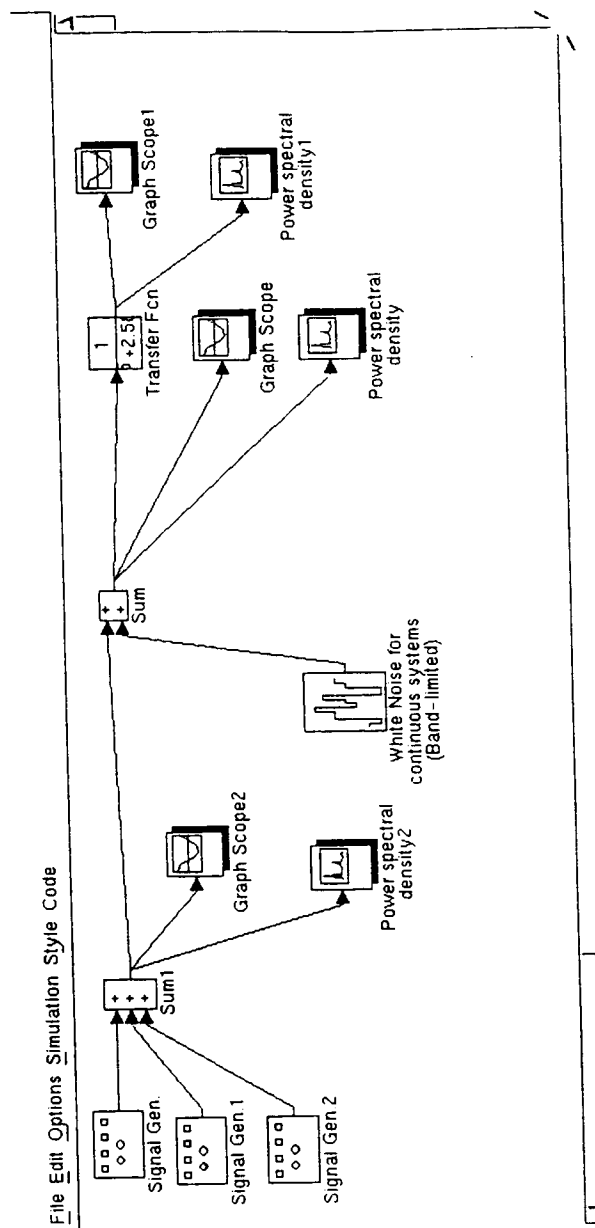 File Edit Options Simulation Style Code
Signal Gen.
Signal Gen.1
Signal Gen.2
+
+
+
Sum1
Graph Scope2
Power spectral
density2
White Noise for
continuous systems
(Band-limited)
+
+
Sum
1
+2.5
Transfer Fcn
Graph Scope
Power spectral
density
Graph Scope1
Power spectral
density1